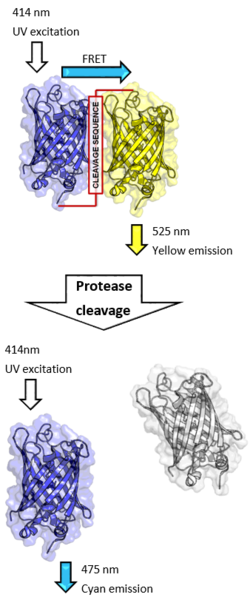 414 nm
UV excitation
FRET
CLEAVAGE SEQUENCE
525 nm
Yellow emission
Protease
cleavage
414nm
UV excitation
475 nm
Cyan emission